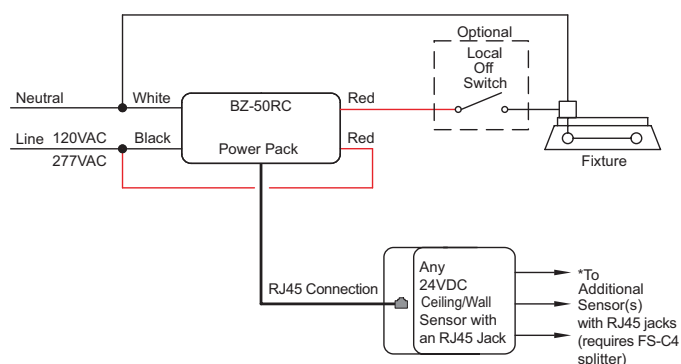 Optional
Local
Off
Switch
Neutral
White
BZ-50RC
Red
Line 120VAC
277VAC
Black
Power Pack
Red
Fixture
RJ45 Connection
Any
24VDC
Ceiling/Wall
Sensor with
an RJ45 Jack
*To
Additional
Sensor(s)
with RJ45 jacks
(requires FS-C4
splitter)